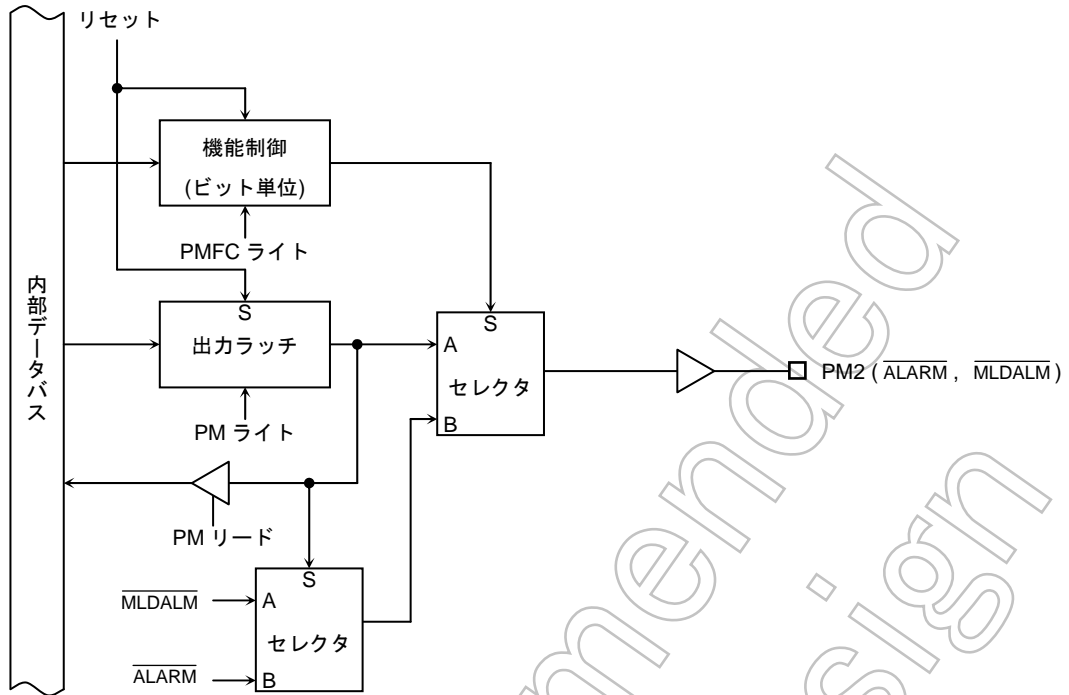 リセット
機能制御
(ビット単位)
PMFC ライト
内部データバス
S
出力ラッチ
PM ライト
S
A
セレクタ
B
PM2 ( ALARM , MLDALM )
PM リード
S
MLDALM
A
セレクタ
ALARM
B
mended
sign